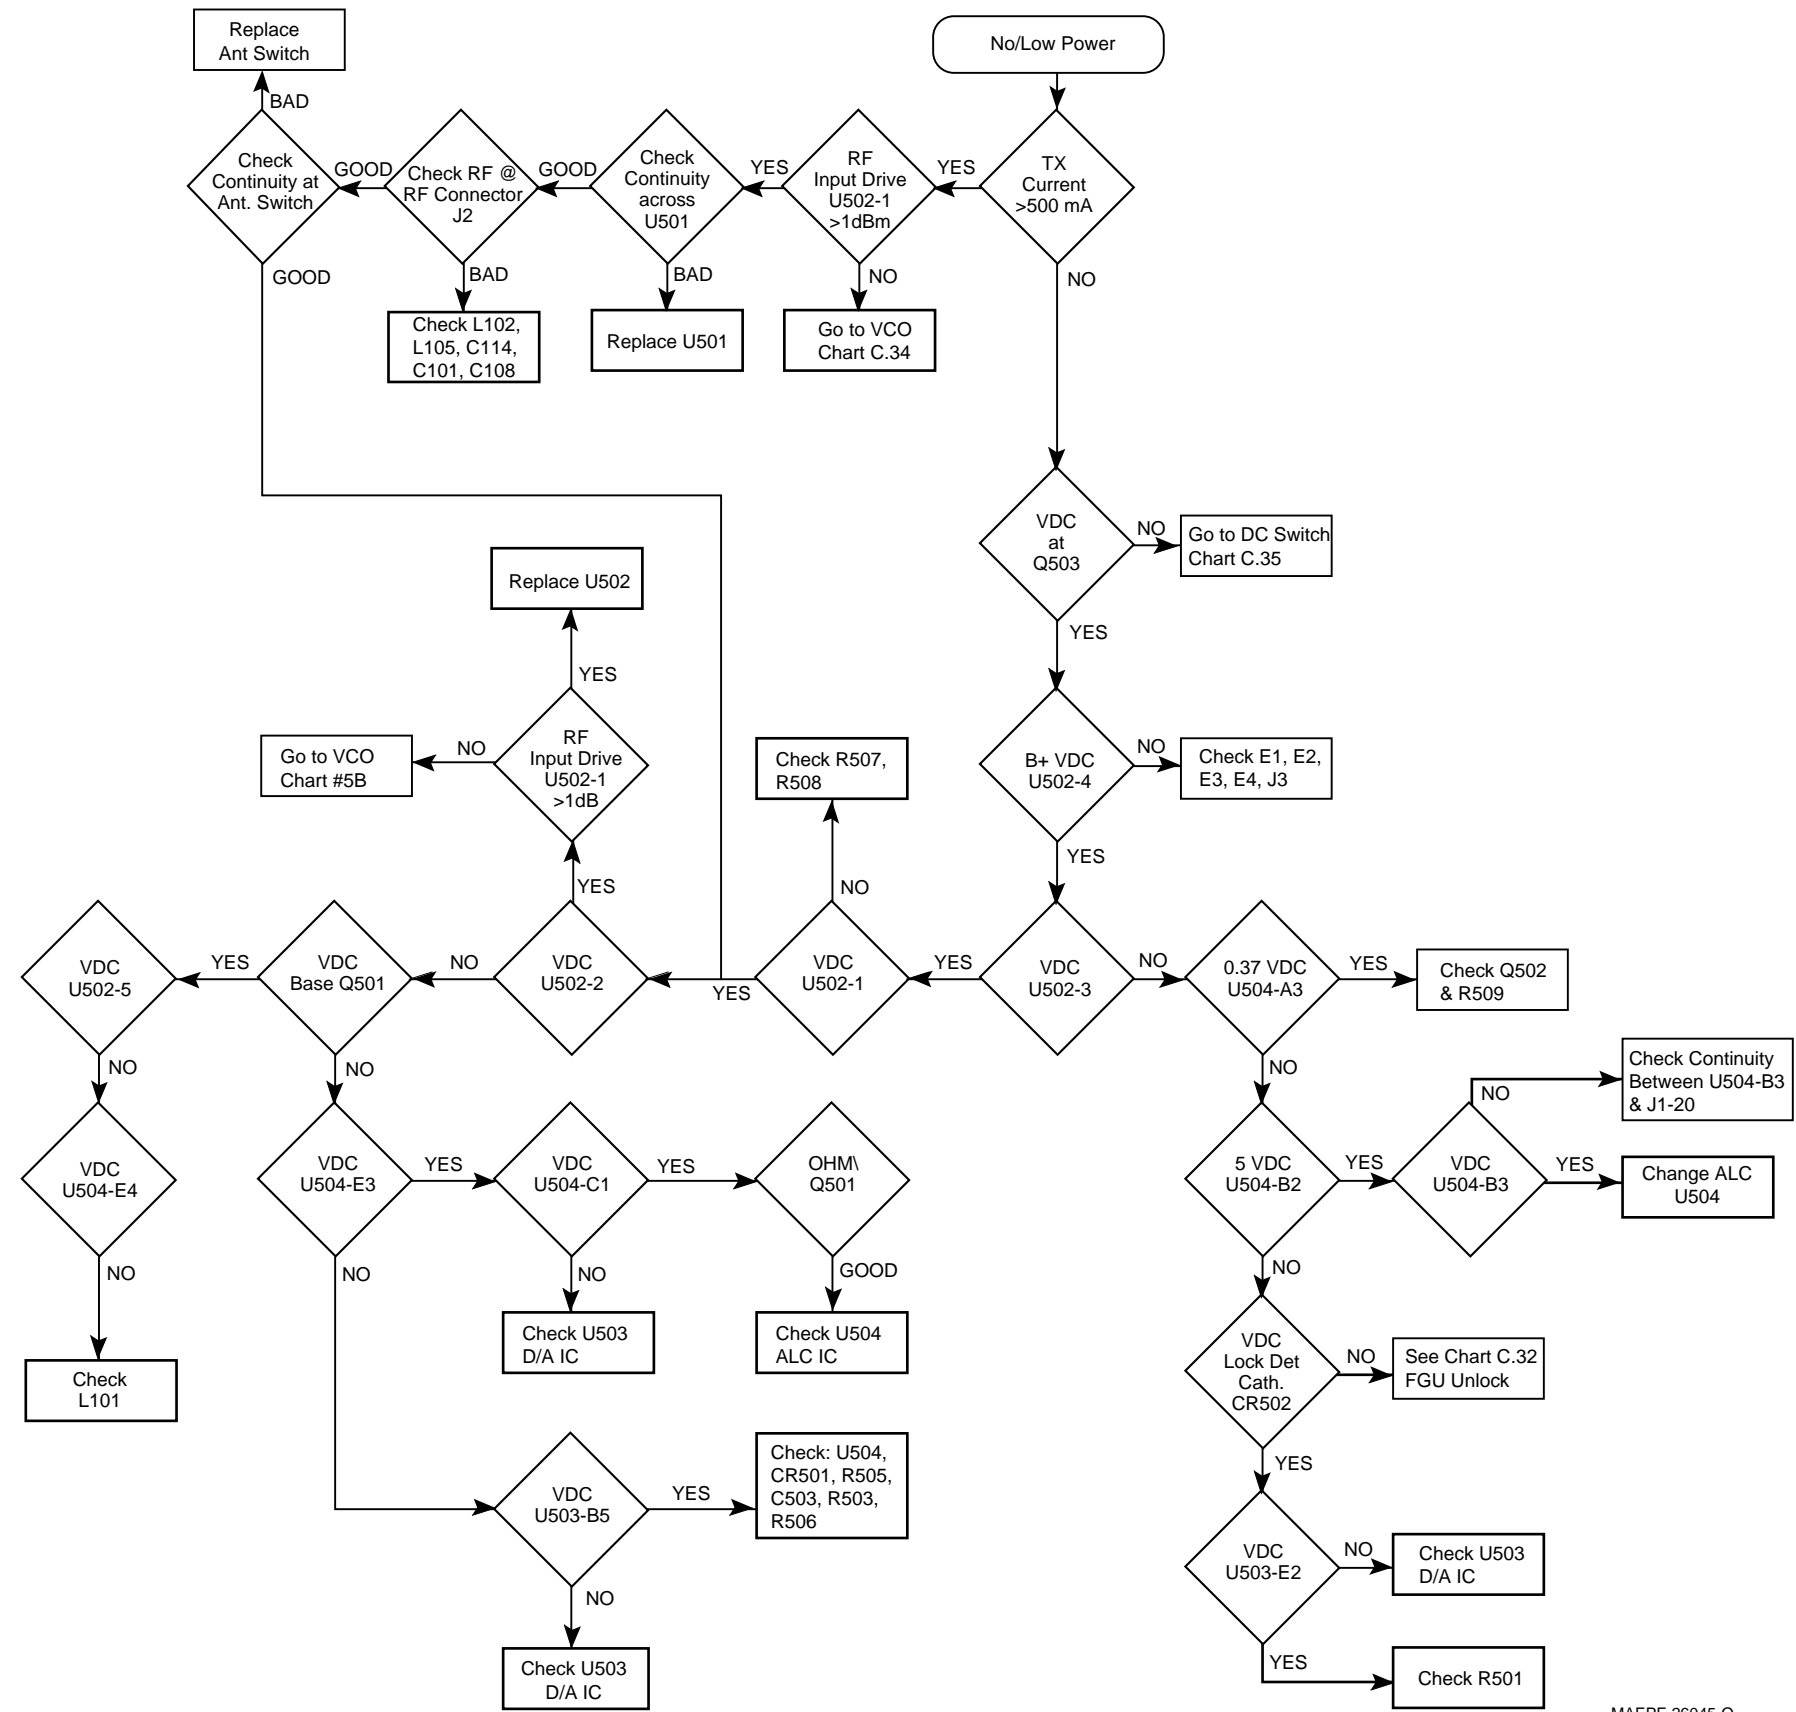 Replace
Ant Switch
No/Low Power
BAD
Check
Continuity at
Ant. Switch
GOOD
Check RF @
RF Connector
J2
GOOD
Check
Continuity
across
U501
YES
RF
Input Drive
U502-1
>1dBm
YES
TX
Current
>500 mA
GOOD
BAD
BAD
NO
NO
Check L102,
L105, C114,
C101, C108
Replace U501
Go to VCO
Chart C.34
VDC
at
Q503
NO
Go to DC Switch
Chart C.35
YES
Replace U502
YES
Go to VCO
Chart #5B
NO
RF
Input Drive
U502-1
>1dB
Check R507,
R508
B+ VDC
U502-4
NO
Check E1, E2,
E3, E4, J3
YES
NO
YES
VDC
U502-5
YES
VDC
Base Q501
NO
VDC
U502-2
YES
VDC
U502-1
YES
VDC
U502-3
NO
0.37 VDC
U504-A3
YES
Check Q502
& R509
NO
NO
NO
Check Continuity
Between U504-B3
& J1-20
NO
VDC
U504-E4
VDC
U504-E3
YES
VDC
U504-C1
YES
OHM\
Q501
5 VDC
U504-B2
YES
VDC
U504-B3
YES
Change ALC
U504
NO
NO
NO
GOOD
NO
Check
L101
Check U503
D/A IC
Check U504
ALC IC
VDC
Lock Det
Cath.
CR502
NO
See Chart C.32
FGU Unlock
YES
VDC
U503-B5
YES
Check: U504,
CR501, R505,
C503, R503,
R506
VDC
U503-E2
NO
Check U503
D/A IC
NO
YES
Check U503
D/A IC
Check R501